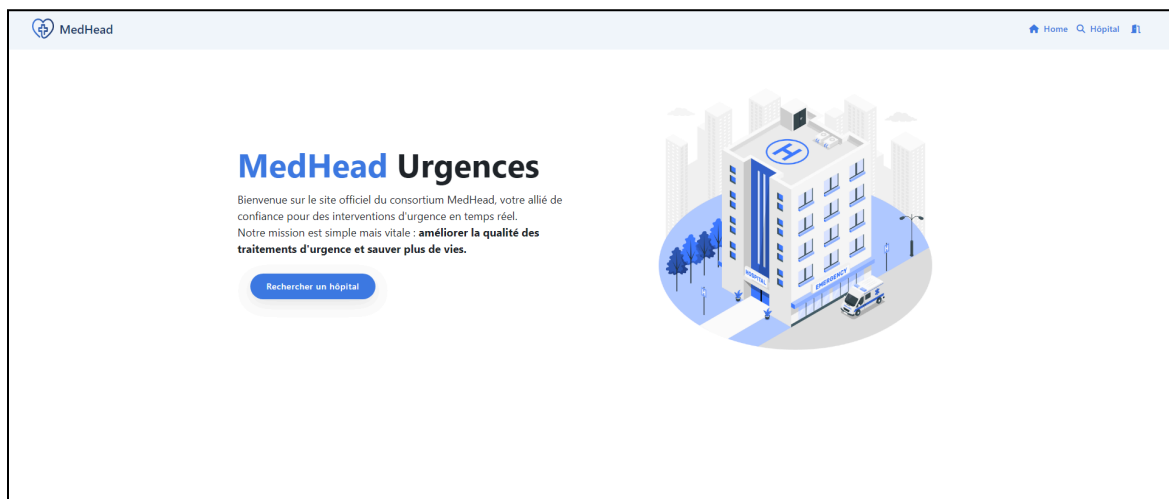 MedHead
Home
Hôpital
MedHead Urgences
Bienvenue sur le site officiel du consortium MedHead, votre allié de
confiance pour des interventions d'urgence en temps réel.
Notre mission est simple mais vitale : améliorer la qualité des
traitements d'urgence et sauver plus de vies.
Rechercher un hôpital
H
HOSPITAL
EMERGENCY